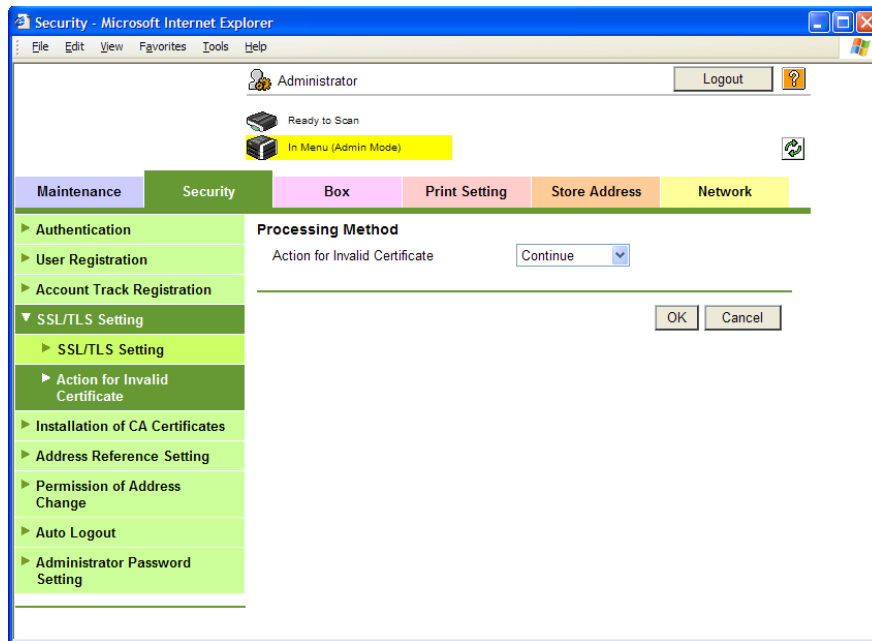 Security - Microsoft Internet Explorer
File Edit View Favorites Tools Help
Administrator
Logout
?
Ready to Scan
In Menu (Admin Mode)
Maintenance Security Box Print Setting Store Address Network
Authentication
User Registration
Account Track Registration
SSL/TLS Setting
SSL/TLS Setting
Action for Invalid
Certificate
Installation of CA Certificates
Address Reference Setting
Permission of Address
Change
Auto Logout
Administrator Password
Setting
Processing Method
Action for Invalid Certificate Continue
OK Cancel